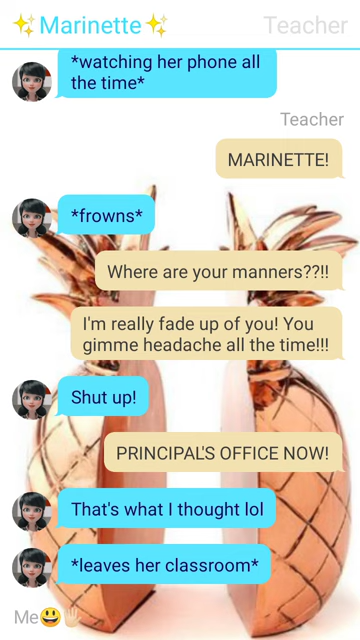 ✨Marinette✨ Teacher
*watching her phone all
the time*
Teacher
MARINETTE!
*frowns*
Where are your manners??!!
I'm really fade up of you! You
gimme headache all the time!!!
Shut up!
PRINCIPAL'S OFFICE NOW!
That's what I thought lol
*leaves her classroom*
Me😃👋🏻